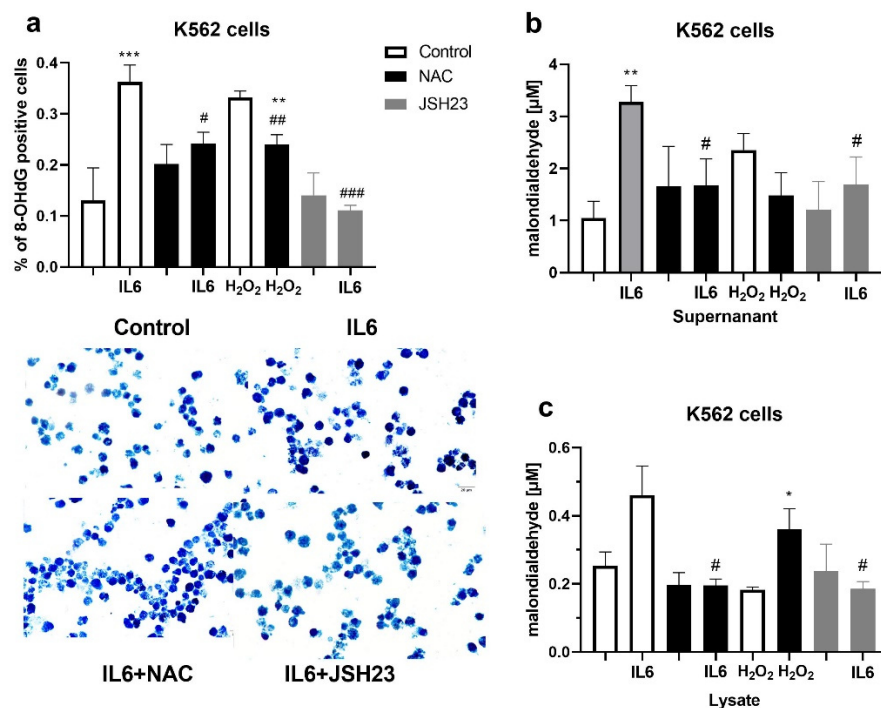 a
K562 cells
% of 8-OHdG positive cells
0.4
0.3
0.2
0.1
0.0
***
#
**
##
###
IL6 IL6 H₂O₂ H₂O₂ IL6
Control
NAC
JSH23
Control IL6
IL6+NAC IL6+JSH23
b
K562 cells
malondialdehyde [µM]
4
3
2
1
0
**
#
#
IL6 IL6 H₂O₂ H₂O₂ IL6
Supernanant
c
K562 cells
malondialdehyde [µM]
0.6
0.4
0.2
0.0
#
*
#
IL6 IL6 H₂O₂ H₂O₂ IL6
Lysate